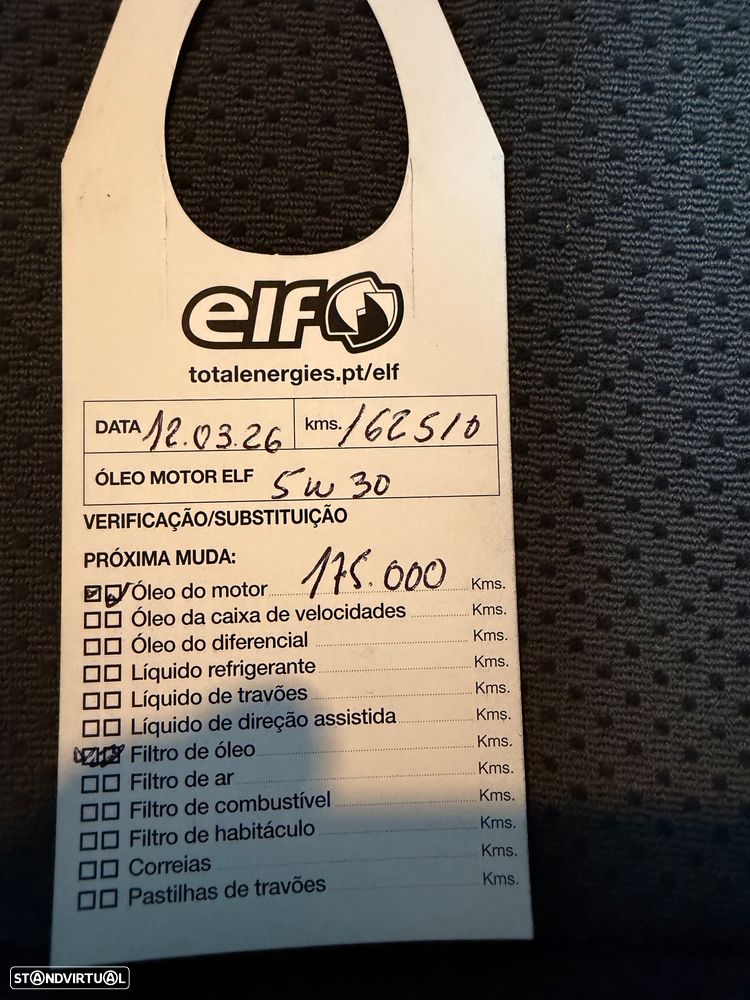 elf
totalenergies.pt/elf
DATA 12.03.26 kms. 162510
ÓLEO MOTOR ELF 5W30
VERIFICAÇÃO/SUBSTITUIÇÃO
PRÓXIMA MUDA:
Óleo do motor 175.000 Kms.
Óleo da caixa de velocidades Kms.
Óleo do diferencial Kms.
Líquido refrigerante Kms.
Líquido de travões Kms.
Líquido de direção assistida Kms.
Filtro de óleo Kms.
Filtro de ar Kms.
Filtro de combustível Kms.
Filtro de habitáculo Kms.
Correias Kms.
Pastilhas de travões Kms.
STANDVIRTUAL